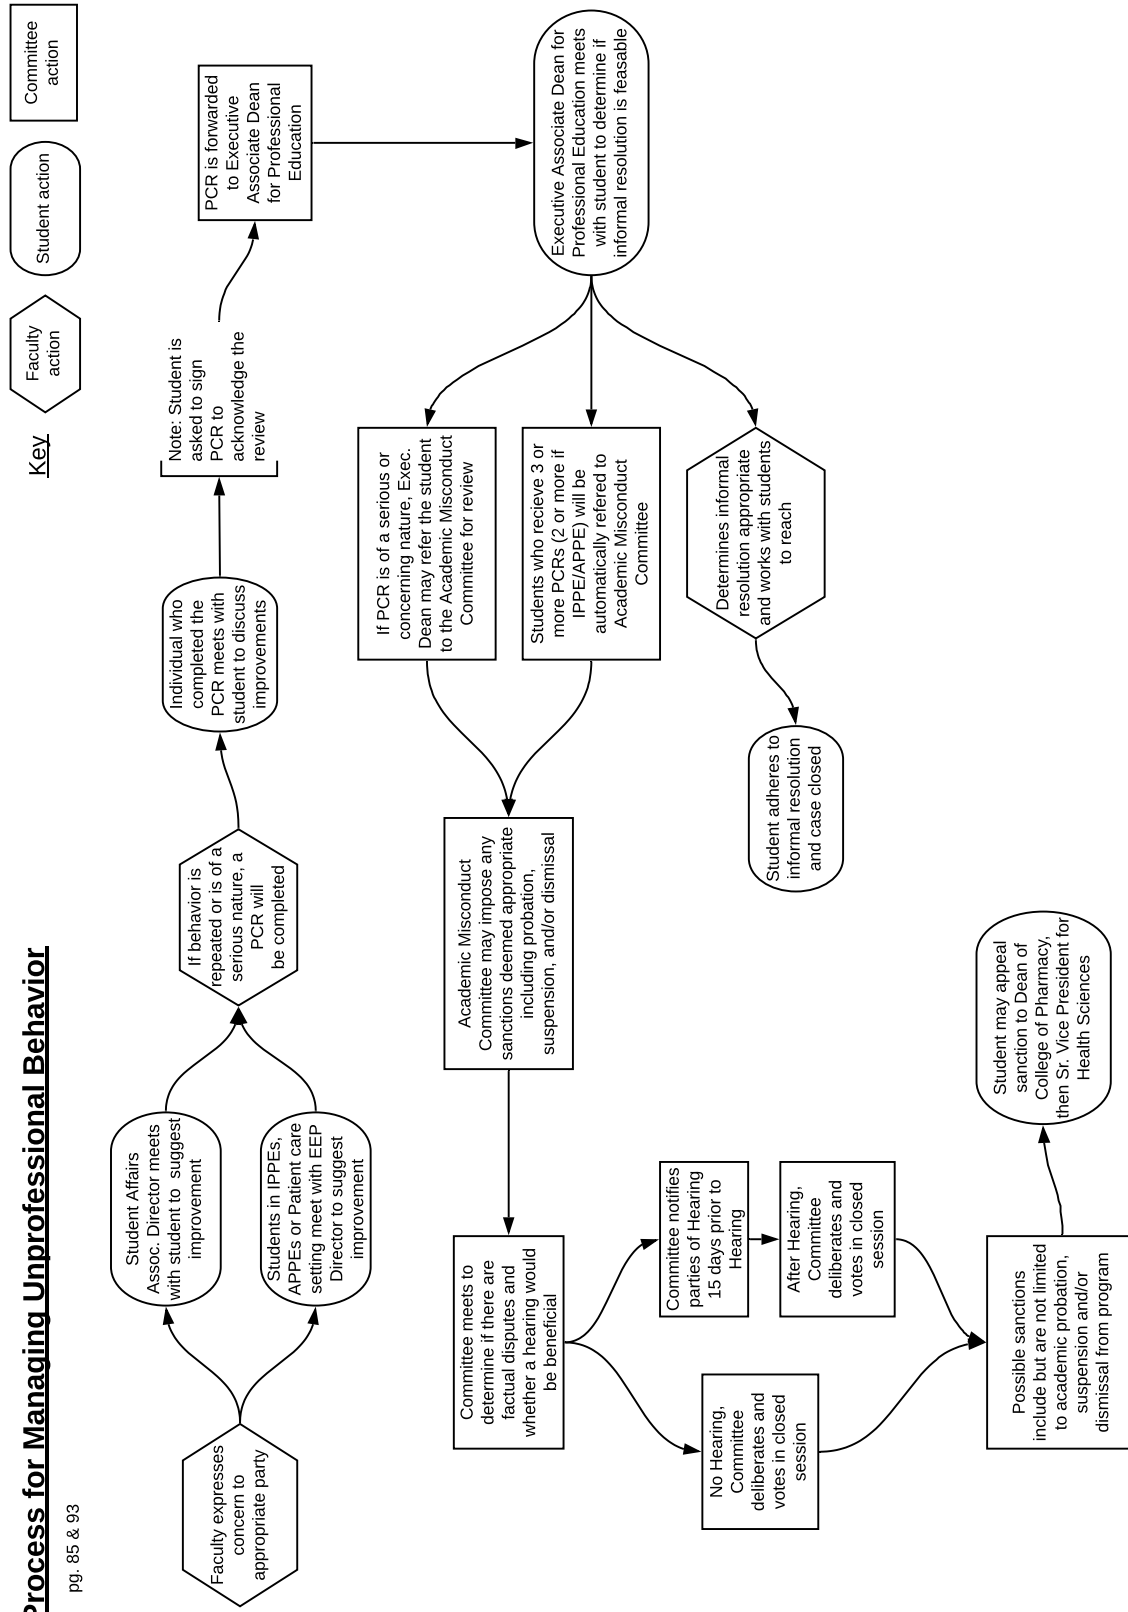 Process for Managing Unprofessional Behavior
pg. 85 & 93
Key
Faculty
action
Student action
Committee
action
Faculty expresses
concern to
appropriate party
Student Affairs
Assoc. Director meets
with student to suggest
improvement
Students in IPPEs,
APPEs or Patient care
setting meet with EEP
Director to suggest
improvement
If behavior is
repeated or is of a
serious nature, a
PCR will
be completed
Individual who
completed the
PCR meets with
student to discuss
improvements
Note: Student is
asked to sign
PCR to
acknowledge the
review
PCR is forwarded
to Executive
Associate Dean
for Professional
Education
Executive Associate Dean for
Professional Education meets
with student to determine if
informal resolution is feasable
If PCR is of a serious or
concerning nature, Exec.
Dean may refer the student
to the Academic Misconduct
Committee for review
Students who recieve 3 or
more PCRs (2 or more if
IPPE/APPE) will be
automatically refered to
Academic Misconduct
Committee
Determines informal
resolution appropriate
and works with students
to reach
Student adheres to
informal resolution
and case closed
Academic Misconduct
Committee may impose any
sanctions deemed appropriate
including probation,
suspension, and/or dismissal
Committee meets to
determine if there are
factual disputes and
whether a hearing would
be beneficial
Committee notifies
parties of Hearing
15 days prior to
Hearing
After Hearing,
Committee
deliberates and
votes in closed
session
No Hearing,
Committee
deliberates and
votes in closed
session
Possible sanctions
include but are not limited
to academic probation,
suspension and/or
dismissal from program
Student may appeal
sanction to Dean of
College of Pharmacy,
then Sr. Vice President for
Health Sciences